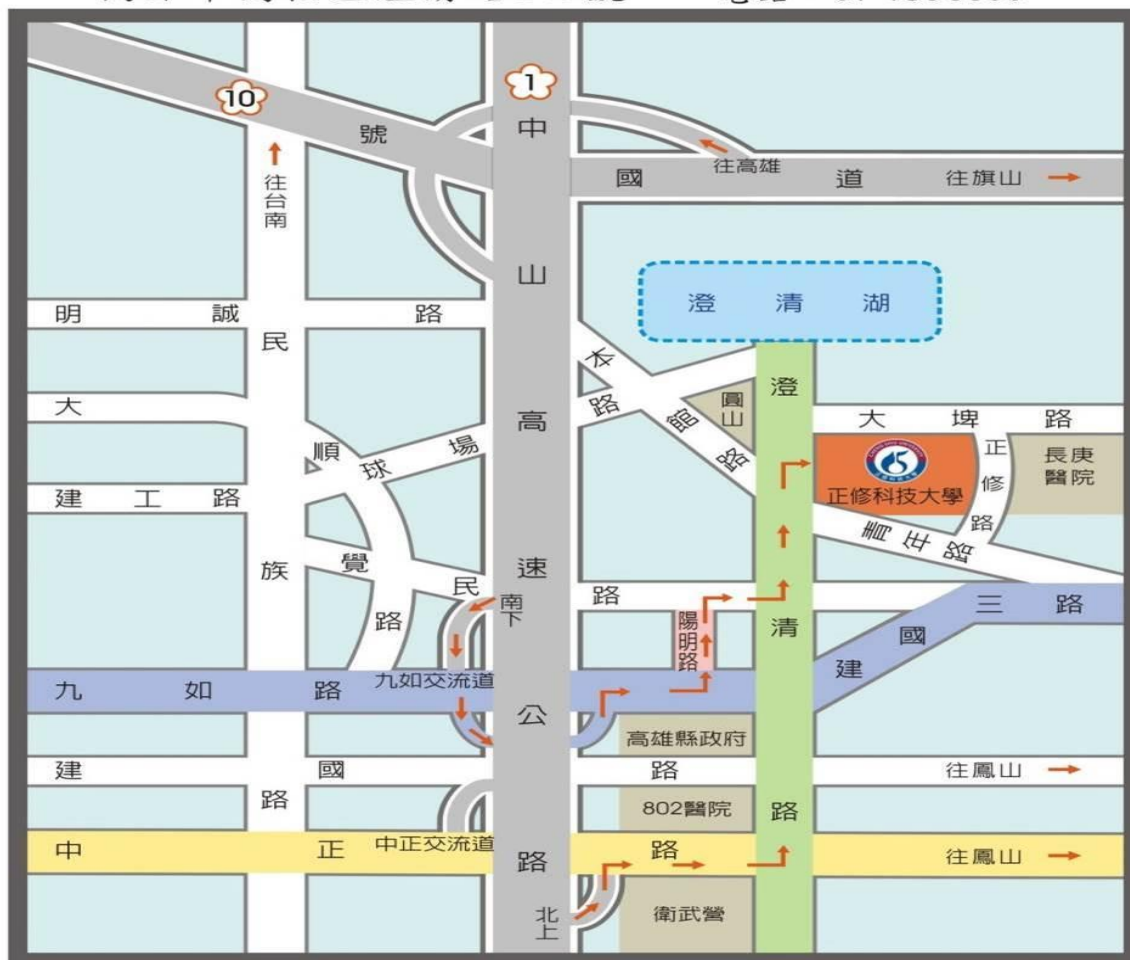 10
1
號
中山高速公路
往台南
國道
往高雄
往旗山
明誠路
民族路
澄清湖
本館路
澄清路
圓山
大埤路
大順路
球場路
建工路
正修科技大學
正修路
長庚醫院
青年路
覺民路
南下
陽明路
建國三路
九如路
九如交流道
高雄縣政府
建國路
往鳳山
802醫院
中正路
中正交流道
往鳳山
北上
衛武營